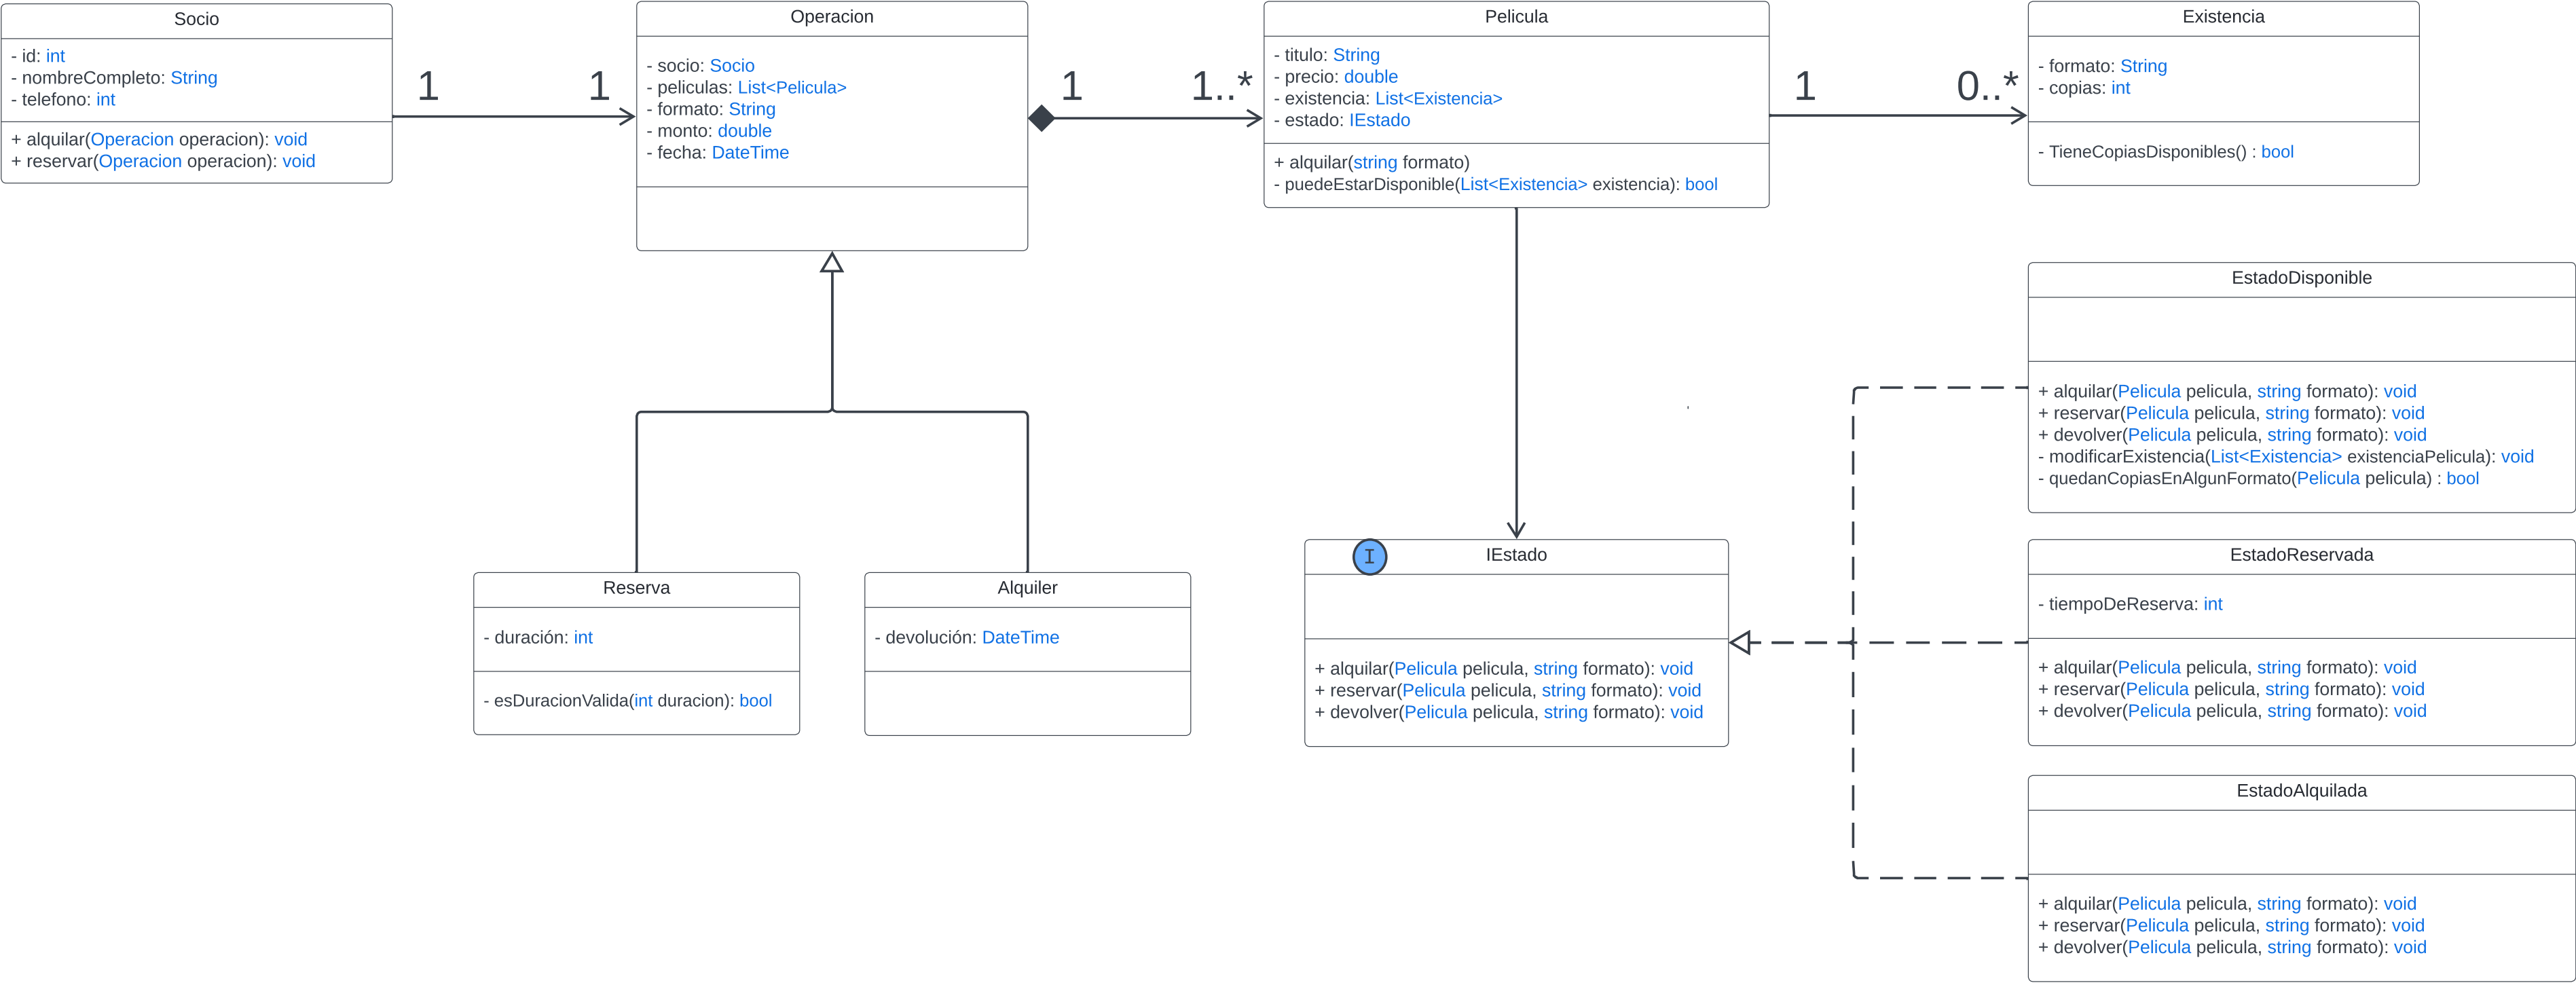 Socio
- id: int
- nombreCompleto: String
- telefono: int
+ alquilar(Operacion operacion): void
+ reservar(Operacion operacion): void
1
1
Operacion
- socio: Socio
- peliculas: List<Pelicula>
- formato: String
- monto: double
- fecha: DateTime
1
1..*
Pelicula
- titulo: String
- precio: double
- existencia: List<Existencia>
- estado: IEstado
+ alquilar(string formato)
- puedeEstarDisponible(List<Existencia> existencia): bool
1
0..*
Existencia
- formato: String
- copias: int
- TieneCopiasDisponibles() : bool
EstadoDisponible
+ alquilar(Pelicula pelicula, string formato): void
+ reservar(Pelicula pelicula, string formato): void
+ devolver(Pelicula pelicula, string formato): void
- modificarExistencia(List<Existencia> existenciaPelicula): void
- quedanCopiasEnAlgunFormato(Pelicula pelicula) : bool
Reserva
- duración: int
- esDuracionValida(int duracion): bool
Alquiler
- devolución: DateTime
I
IEstado
+ alquilar(Pelicula pelicula, string formato): void
+ reservar(Pelicula pelicula, string formato): void
+ devolver(Pelicula pelicula, string formato): void
EstadoReservada
- tiempoDeReserva: int
+ alquilar(Pelicula pelicula, string formato): void
+ reservar(Pelicula pelicula, string formato): void
+ devolver(Pelicula pelicula, string formato): void
EstadoAlquilada
+ alquilar(Pelicula pelicula, string formato): void
+ reservar(Pelicula pelicula, string formato): void
+ devolver(Pelicula pelicula, string formato): void